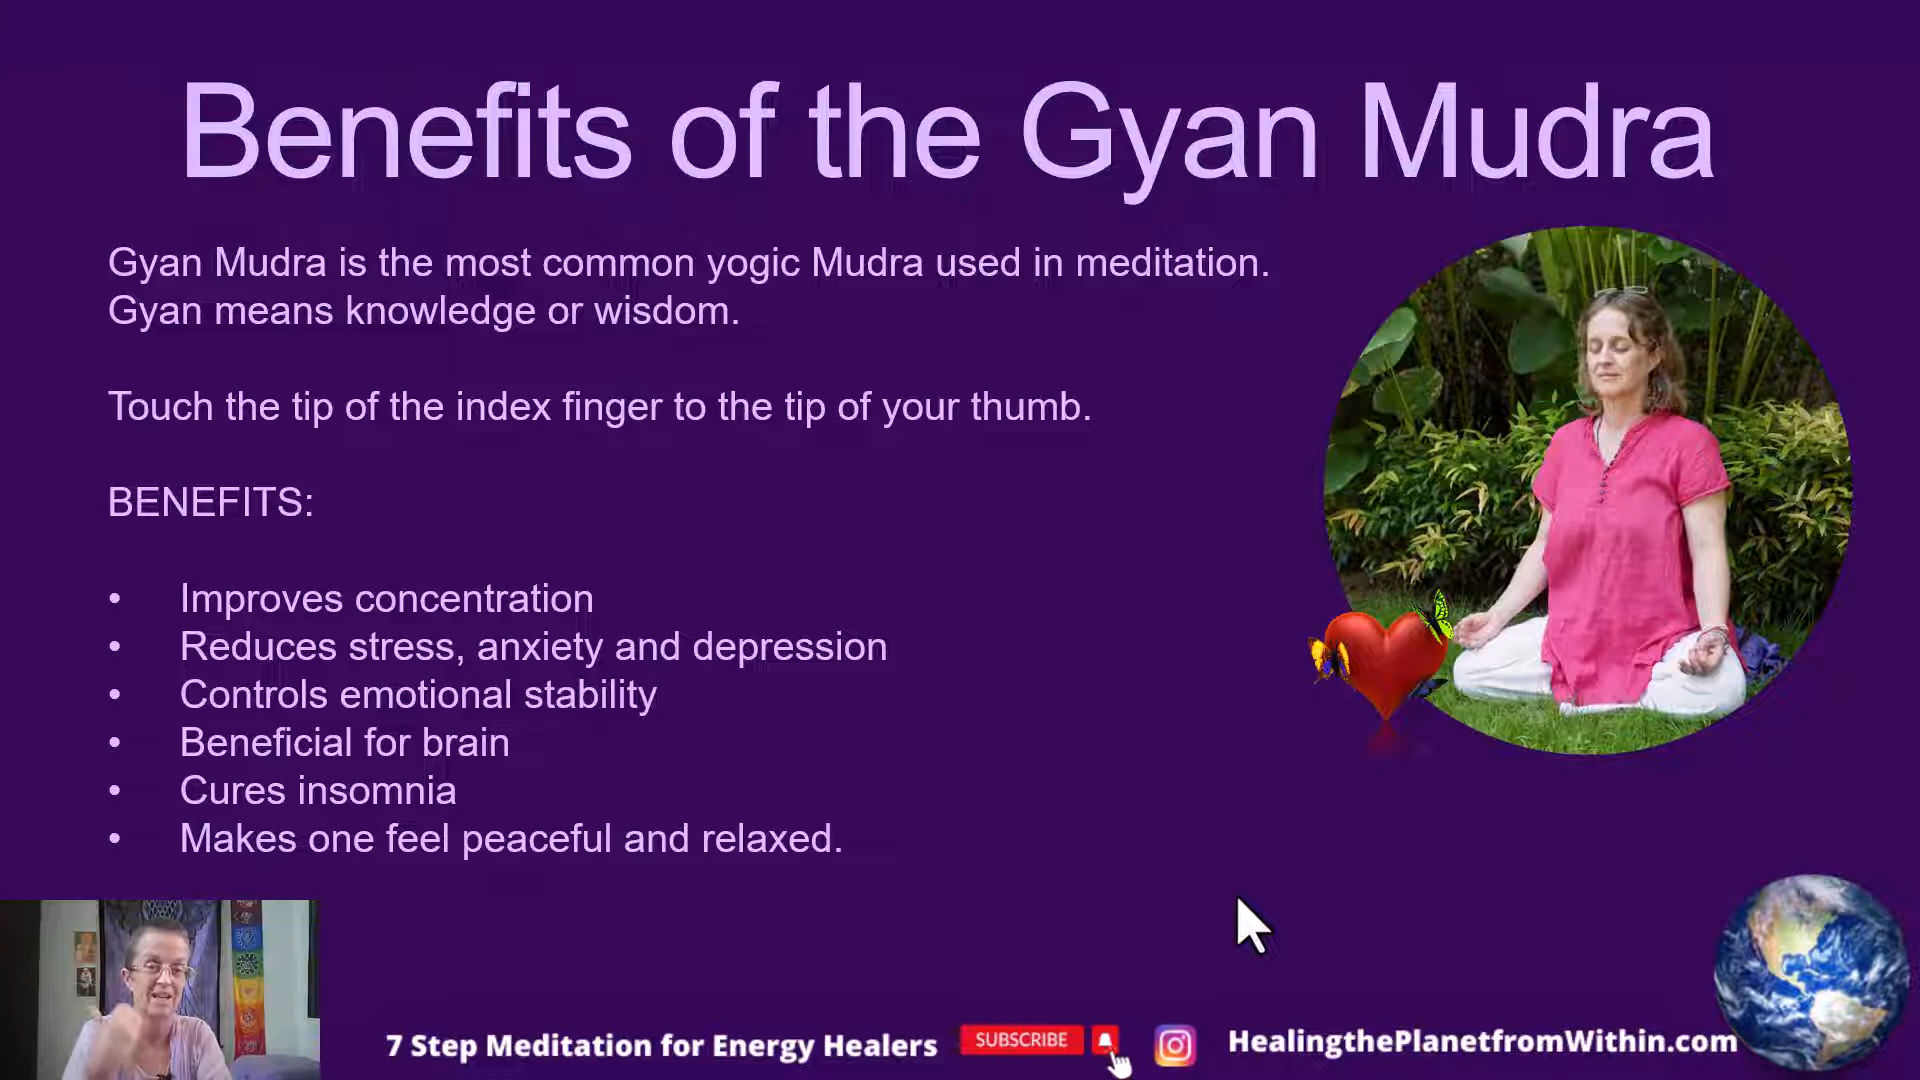 Benefits of the Gyan Mudra
Gyan Mudra is the most common yogic Mudra used in meditation.
Gyan means knowledge or wisdom.
Touch the tip of the index finger to the tip of your thumb.
BENEFITS:
• Improves concentration
• Reduces stress, anxiety and depression
• Controls emotional stability
• Beneficial for brain
• Cures insomnia
• Makes one feel peaceful and relaxed.
7 Step Meditation for Energy Healers
SUBSCRIBE
HealingthePlanetfromWithin.com